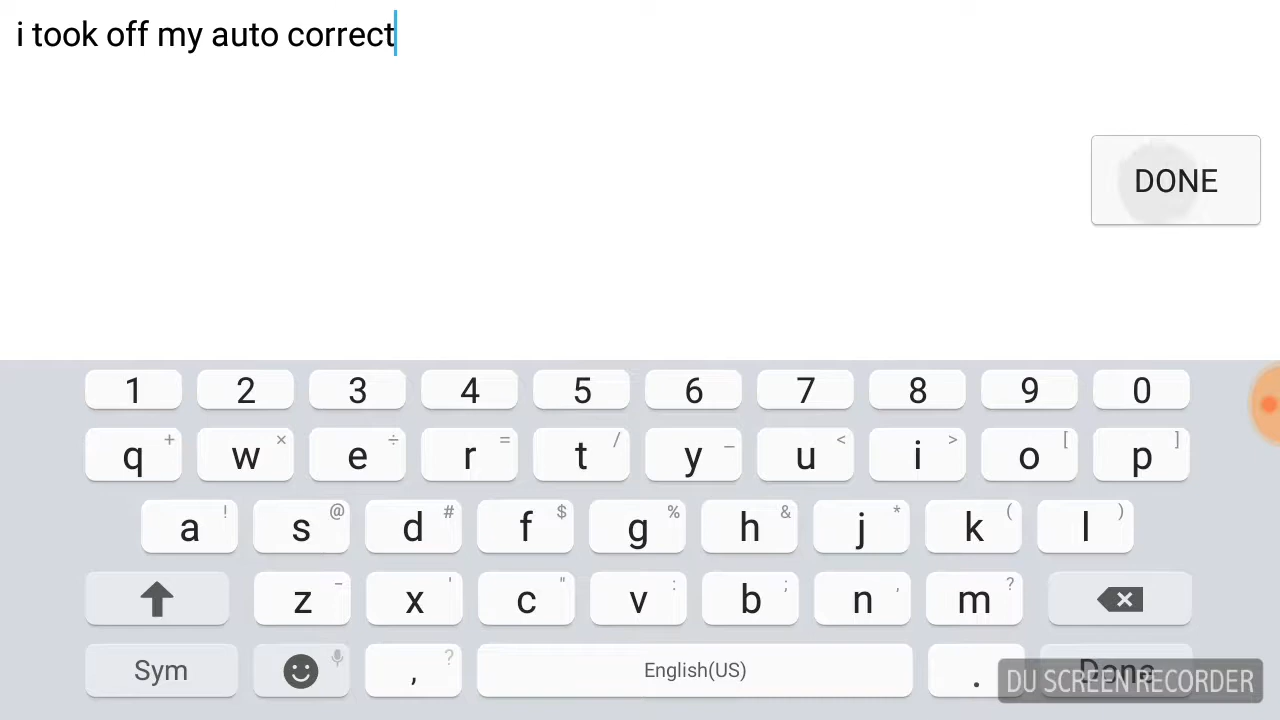 i took off my auto correct
DONE
1 2 3 4 5 6 7 8 9 0
q + w × e ÷ r = t / y _ u < i > o [ p ]
a ! s @ d # f $ g % h & j * k ( l )
z - x ' c " v : b ; n , m ?
Sym , ? English(US) . Done
DU SCREEN RECORDER